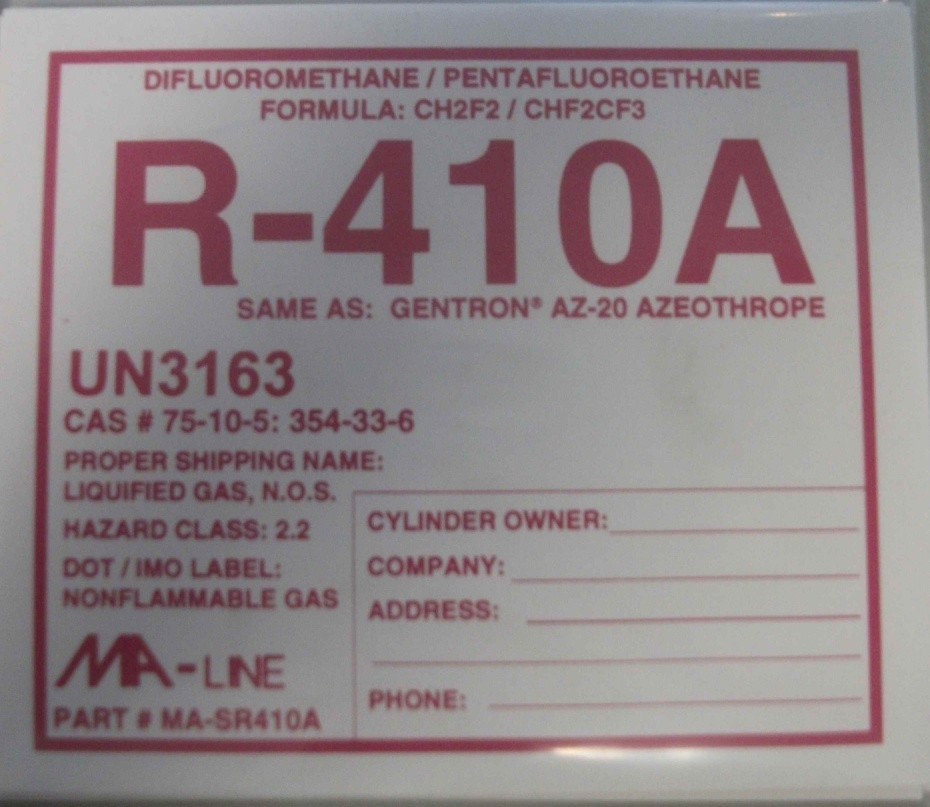 DIFLUOROMETHANE / PENTAFLUOROETHANE
FORMULA: CH2F2 / CHF2CF3
R-410A
SAME AS: GENTRON® AZ-20 AZEOTHROPE
UN3163
CAS # 75-10-5: 354-33-6
PROPER SHIPPING NAME:
LIQUIFIED GAS, N.O.S.
HAZARD CLASS: 2.2
DOT / IMO LABEL:
NONFLAMMABLE GAS
MA-LINE
PART # MA-SR410A
CYLINDER OWNER:
COMPANY:
ADDRESS:
PHONE: